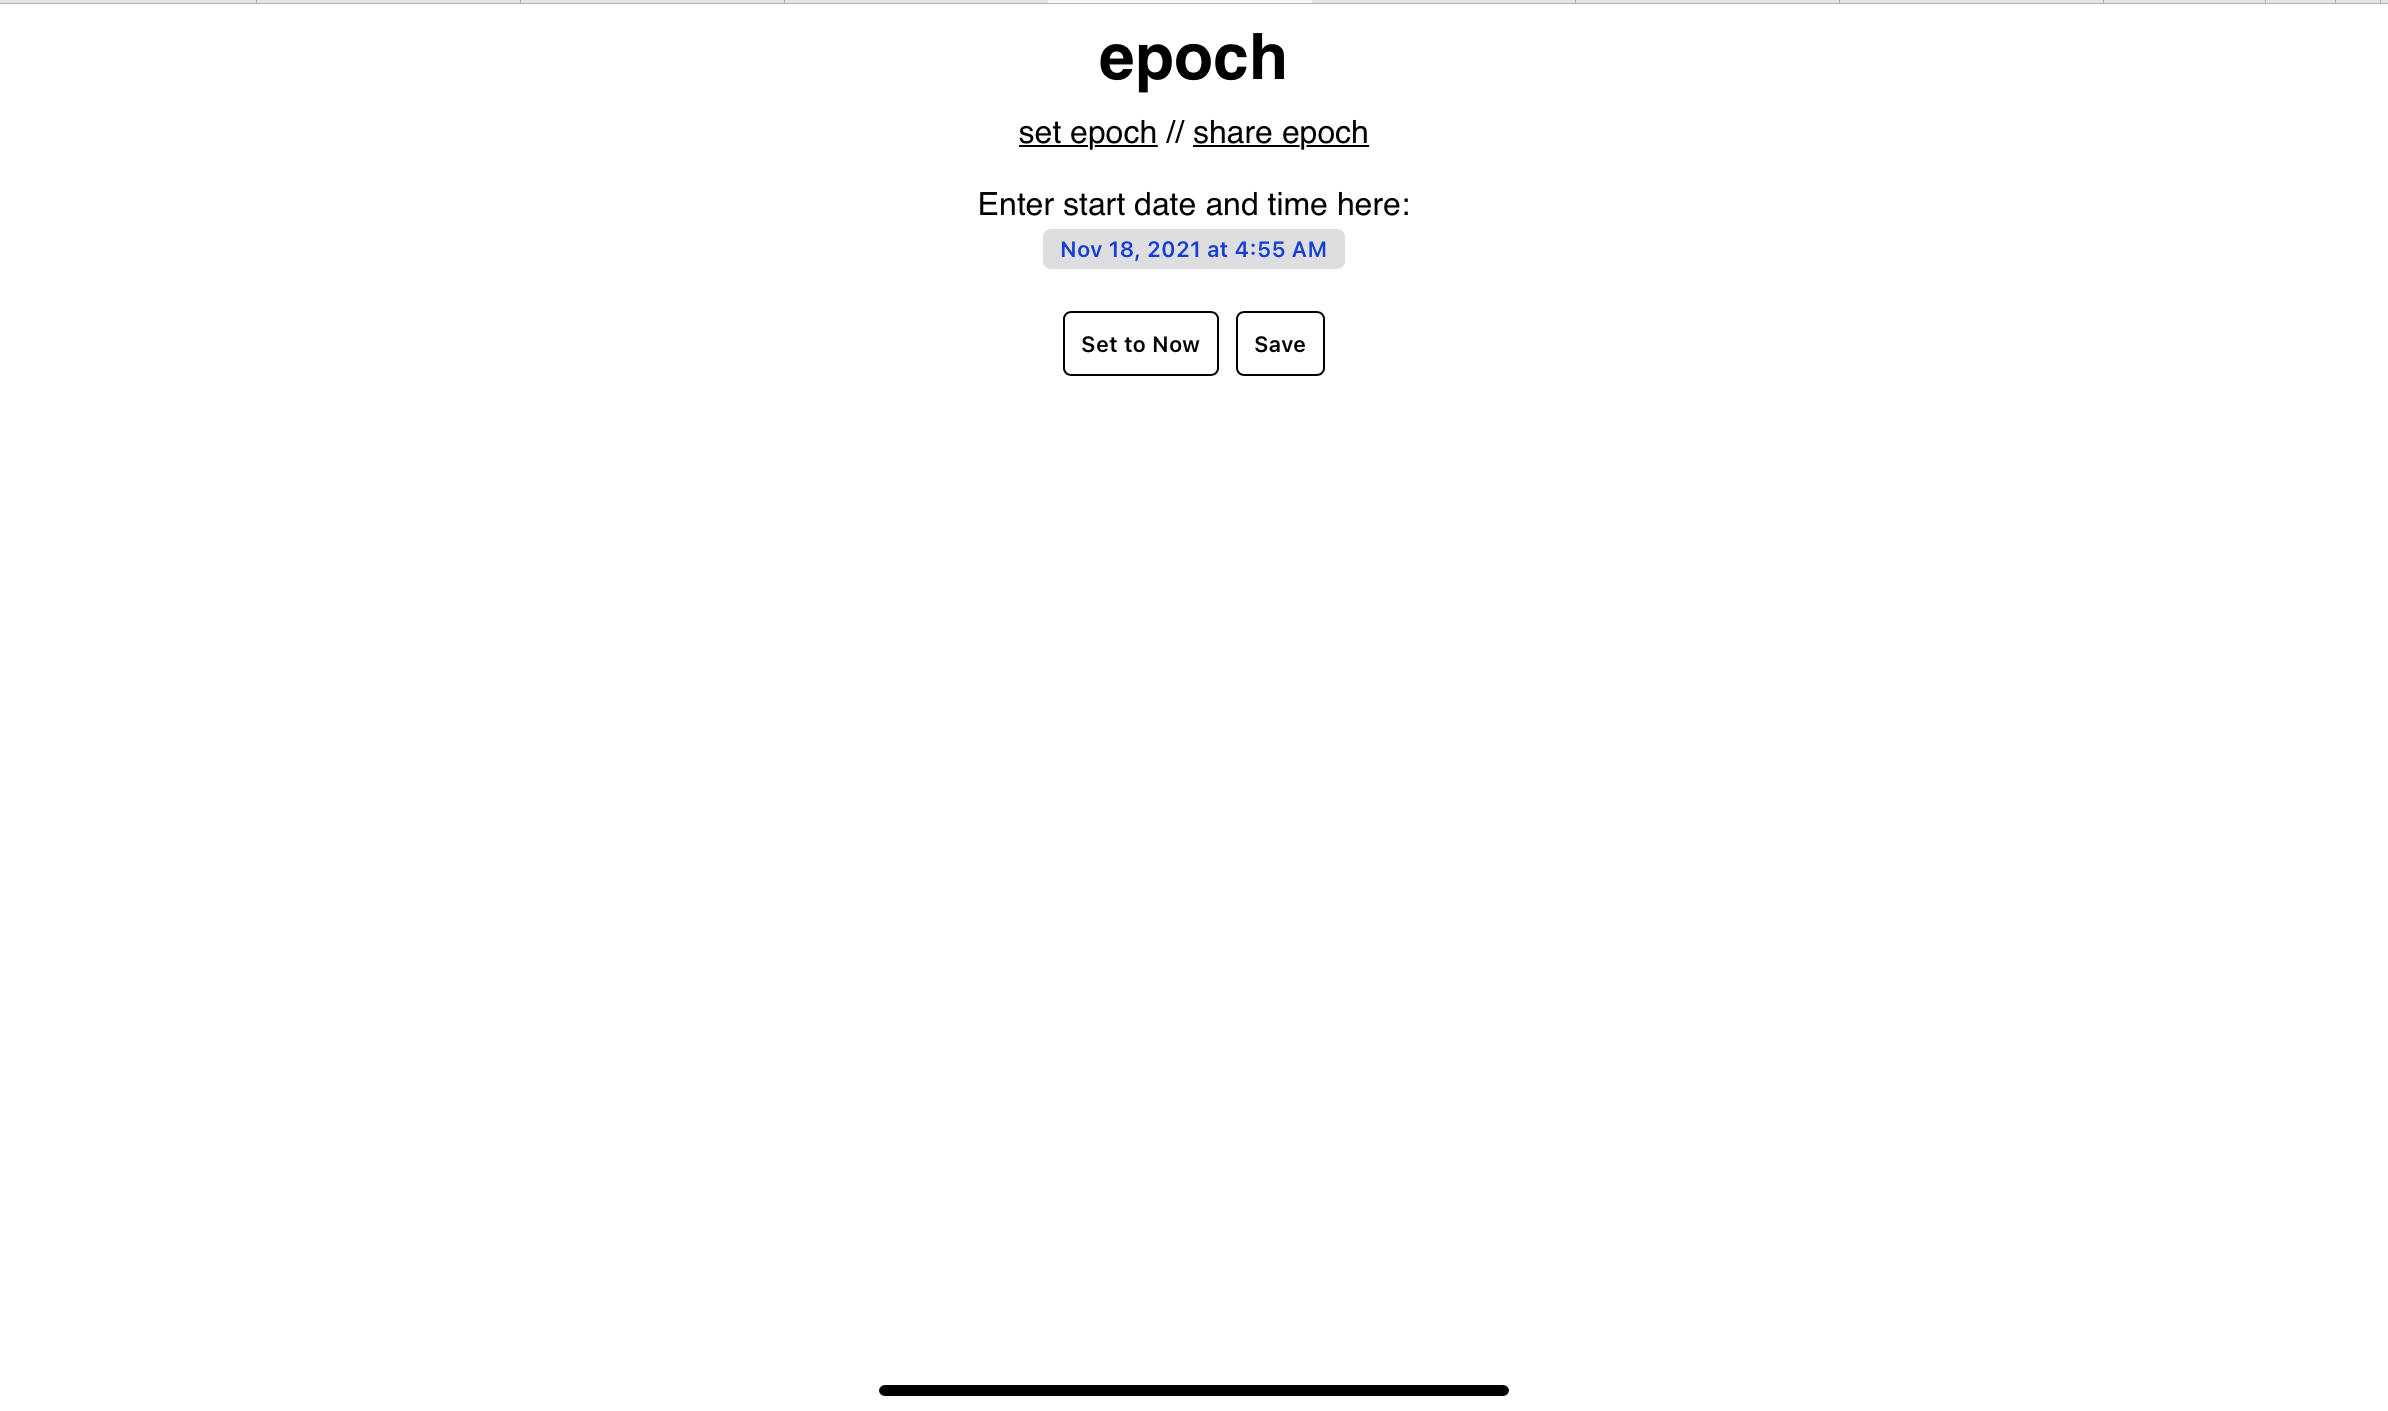 epoch
set epoch // share epoch
Enter start date and time here:
Nov 18, 2021 at 4:55 AM
Set to Now Save